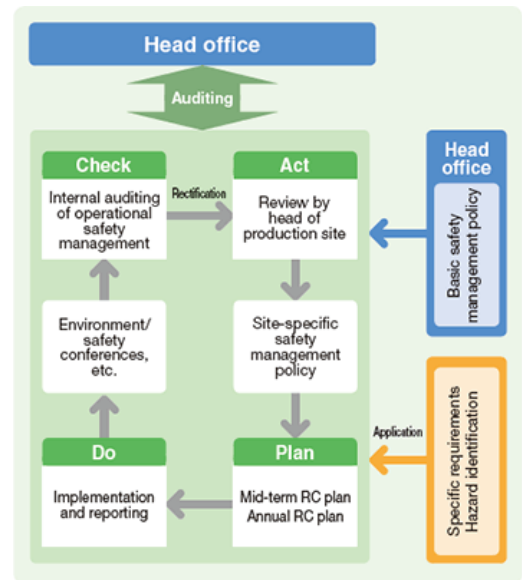 Head office
Auditing
Check
Internal auditing
of operational
safety
management
Rectification
Act
Review by
head of
production site
Head
office
Basic safety
management policy
Environment/
safety
conferences,
etc.
Site-specific
safety
management
policy
Do
Implementation
and reporting
Plan
Mid-term RC plan
Annual RC plan
Application
Specific requirements
Hazard identification